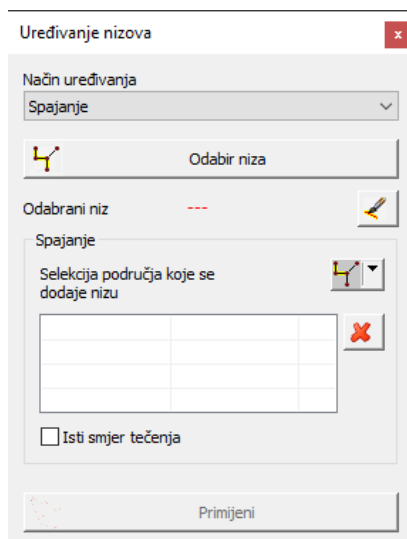 Uređivanje nizova
x
Način uređivanja
Spajanje
Odabir niza
Odabrani niz ---
Spajanje
Selekcija područja koje se
dodaje nizu
Isti smjer tečenja
Primijeni